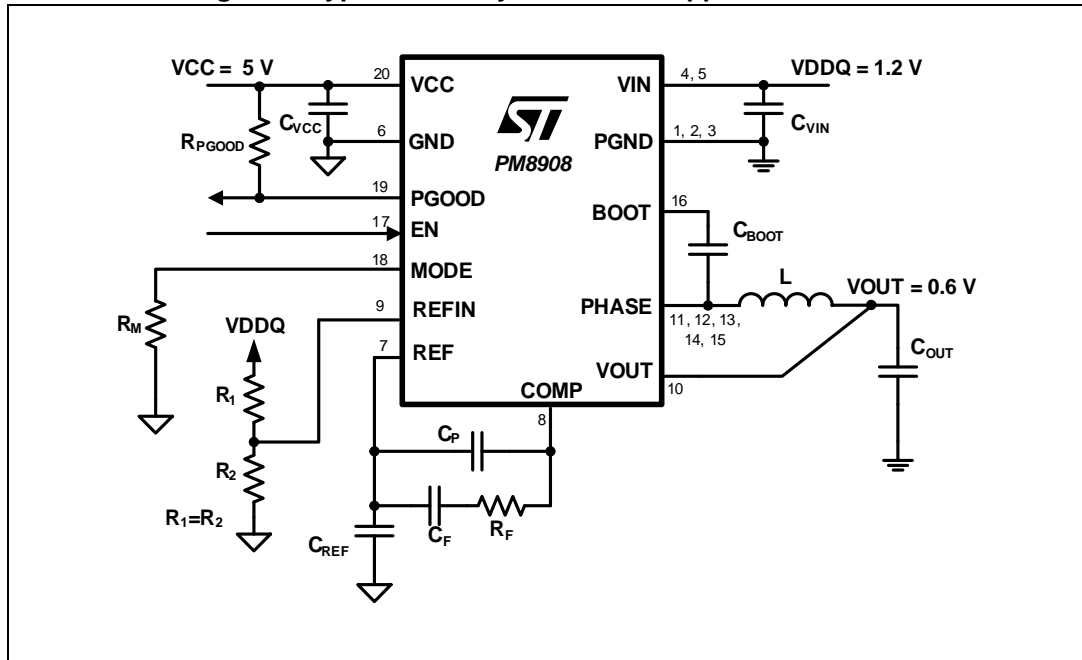 VCC = 5 V
20
VCC
VIN
4, 5
VDDQ = 1.2 V
CVCC
CVIN
6
GND
PGND
1, 2, 3
RPGOOD
ST
PM8908
19
PGOOD
BOOT
16
17
EN
CBOOT
18
MODE
L
VOUT = 0.6 V
RM
VDDQ
9
REFIN
PHASE
11, 12, 13,
14, 15
7
REF
VOUT
10
COUT
R1
COMP
8
CP
R2
R1=R2
CF
RF
CREF